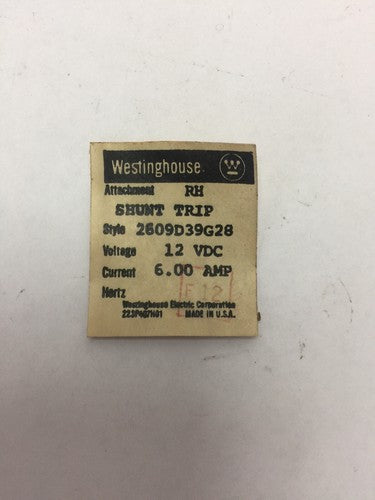 Westinghouse W
Attachment RH
SHUNT TRIP
Style 2609D39G28
Voltage 12 VDC
Current 6.00 AMP
Hertz
Westinghouse Electric Corporation
MADE IN U.S.A.